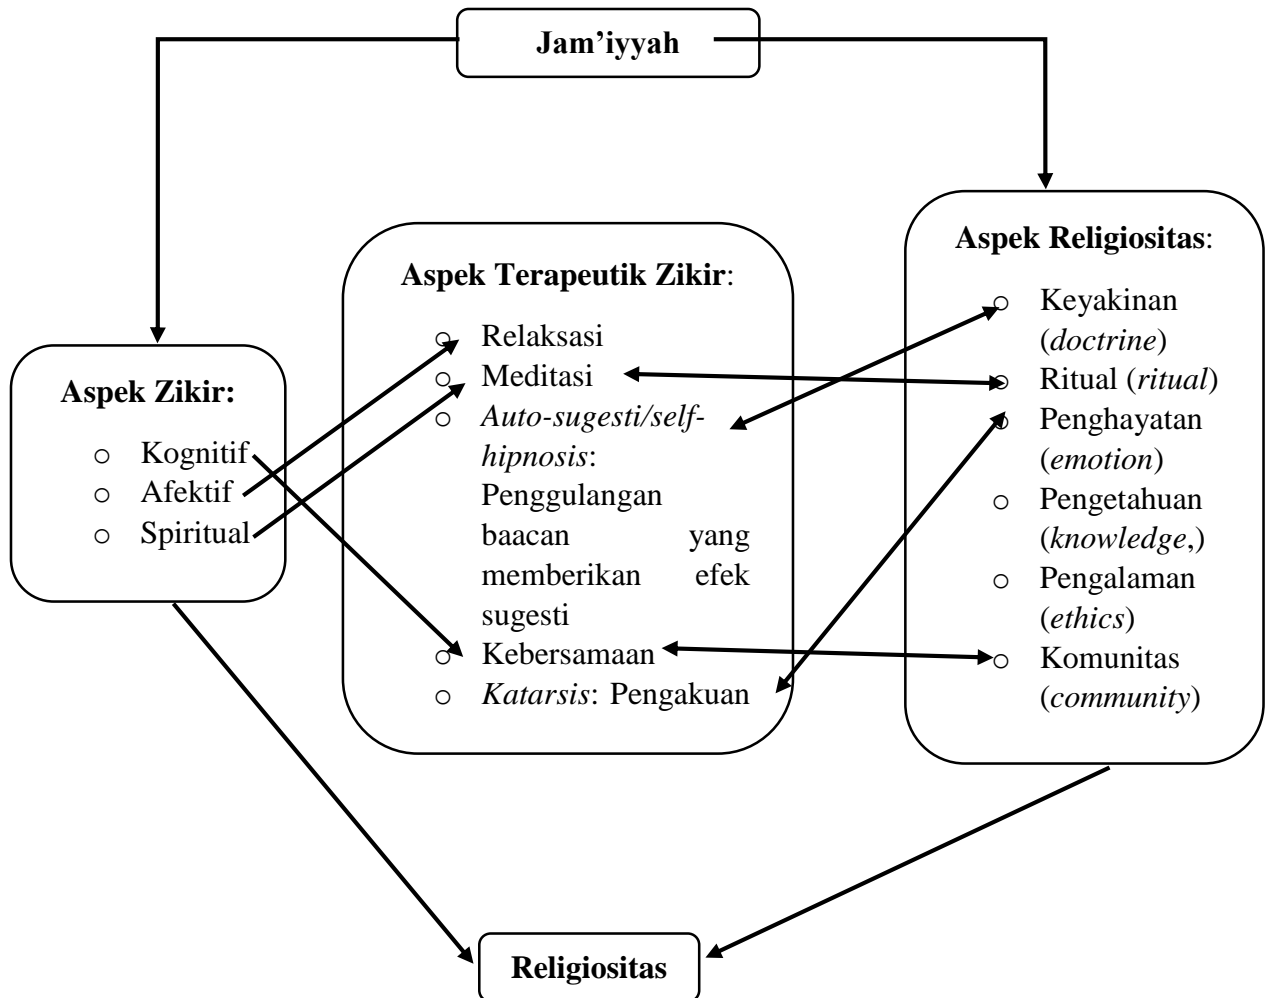 Jam’iyyah
Aspek Zikir:
o Kognitif
o Afektif
o Spiritual
Aspek Terapeutik Zikir:
o Relaksasi
o Meditasi
o Auto-sugesti/self-
hipnosis:
Penggulangan
baacan yang
memberikan efek
sugesti
o Kebersamaan
o Katarsis: Pengakuan
Aspek Religiositas:
o Keyakinan
(doctrine)
o Ritual (ritual)
o Penghayatan
(emotion)
o Pengetahuan
(knowledge,)
o Pengalaman
(ethics)
o Komunitas
(community)
Religiositas